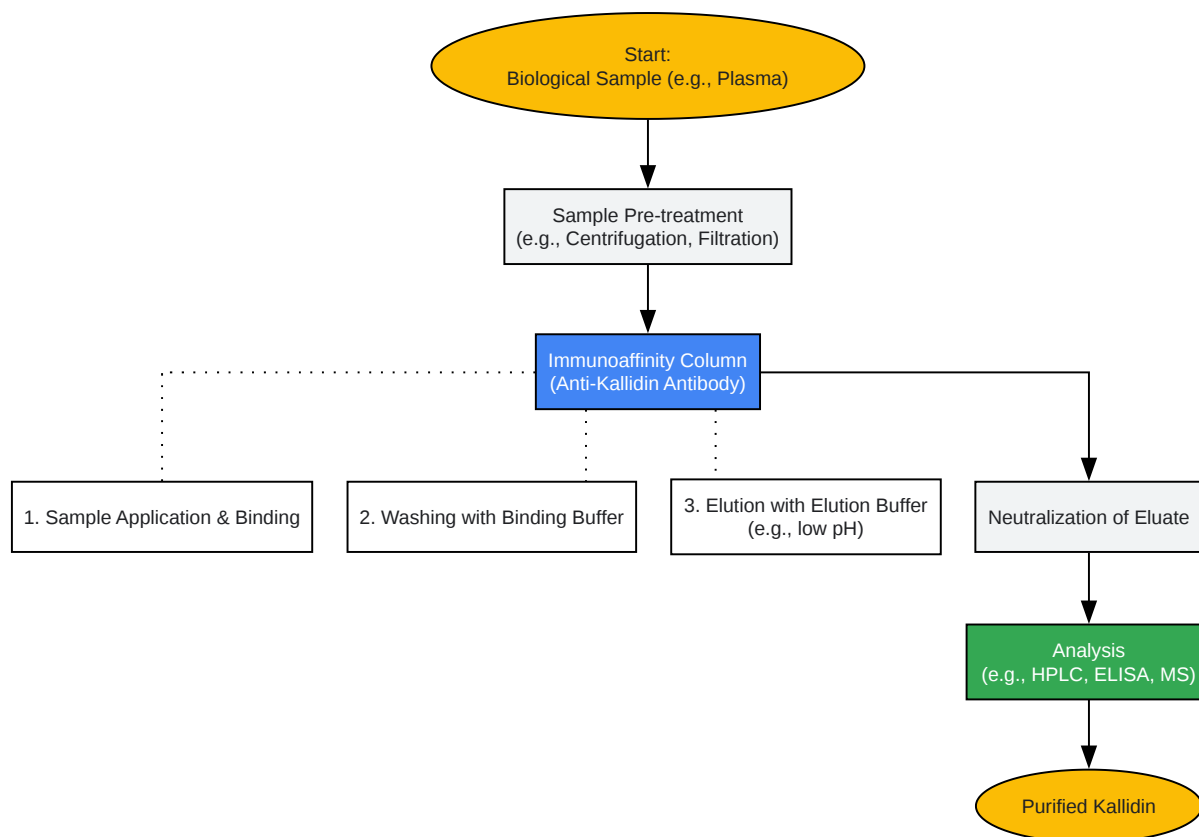 Start:
Biological Sample (e.g., Plasma)
Sample Pre-treatment
(e.g., Centrifugation, Filtration)
Immunoaffinity Column
(Anti-Kallidin Antibody)
1. Sample Application & Binding
2. Washing with Binding Buffer
3. Elution with Elution Buffer
(e.g., low pH)
Neutralization of Eluate
Analysis
(e.g., HPLC, ELISA, MS)
Purified Kallidin